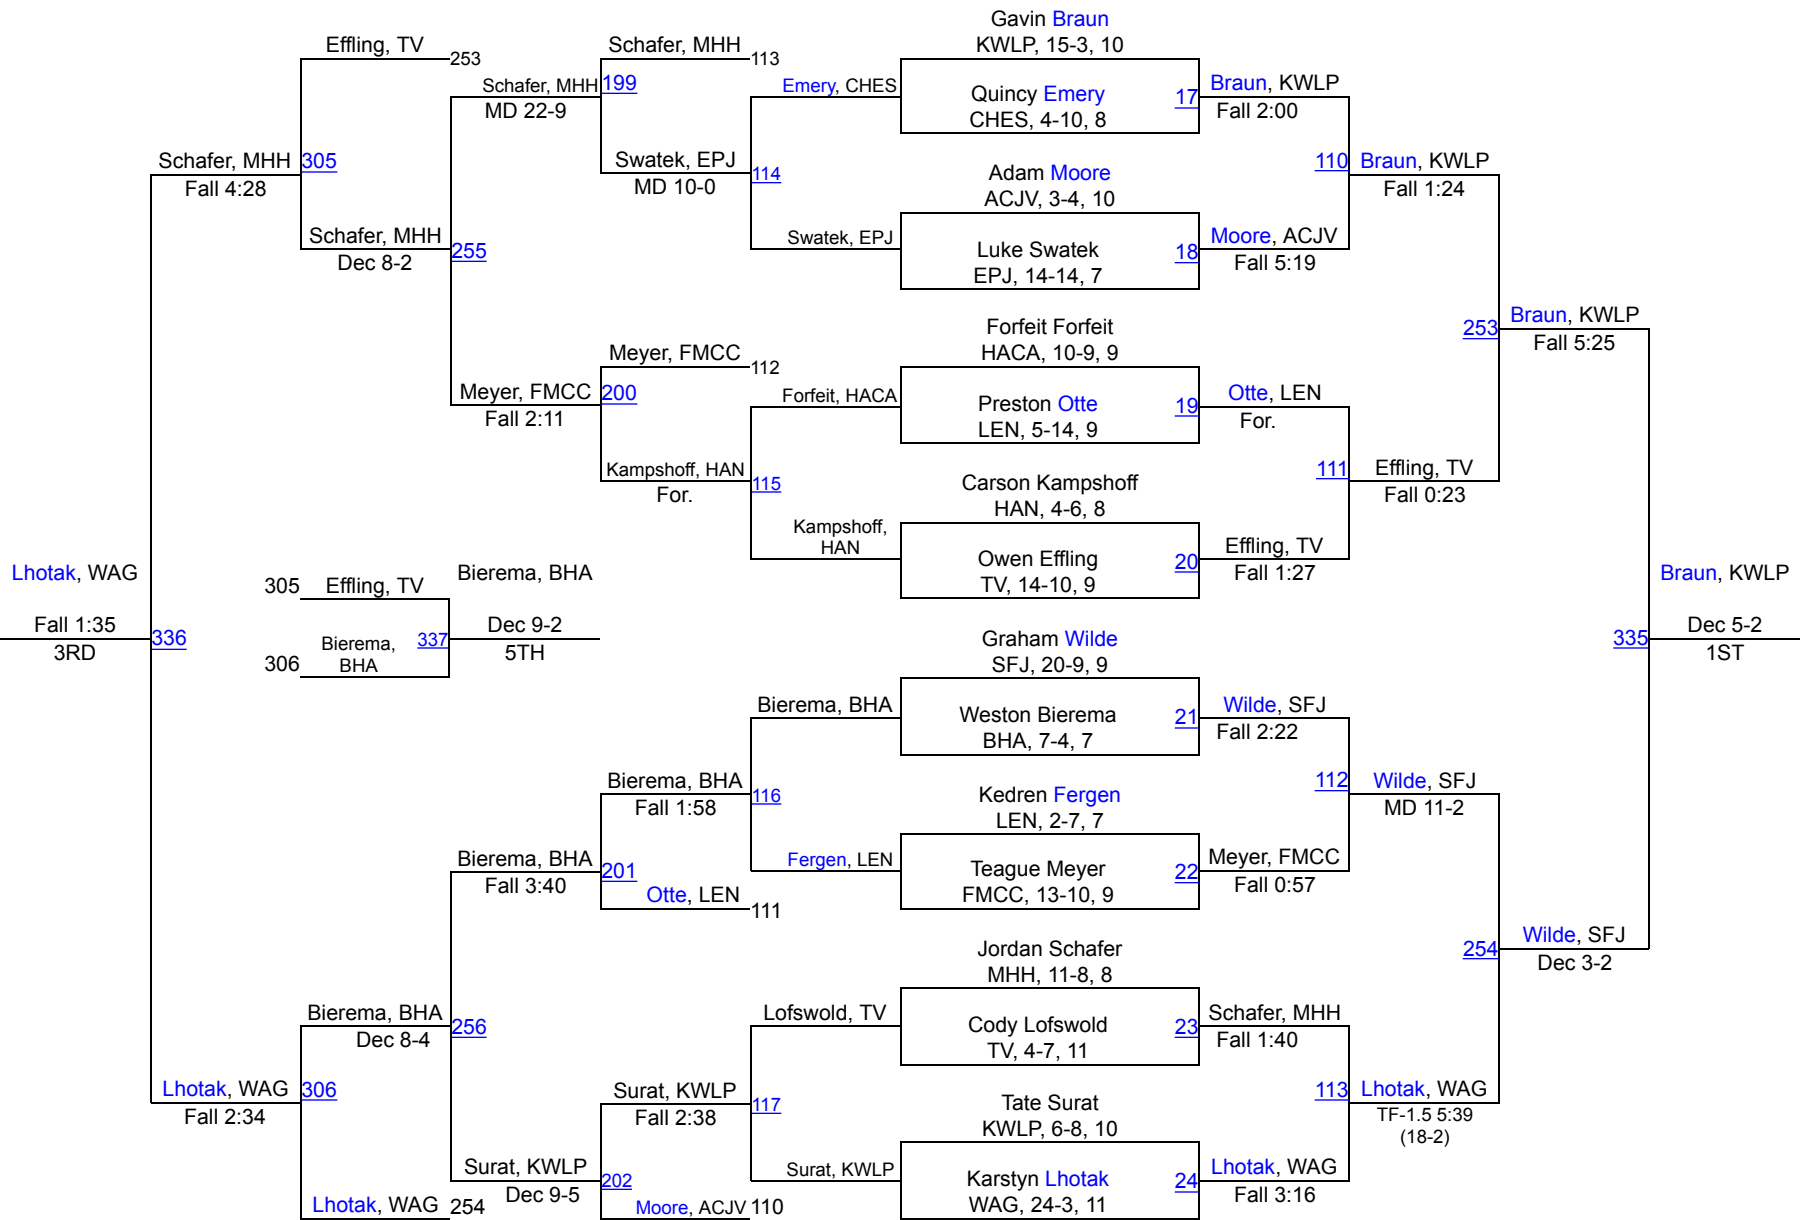 Gavin Braun
KWLP, 15-3, 10
Quincy Emery
CHES, 4-10, 8
17
Adam Moore
ACJV, 3-4, 10
Luke Swatek
EPJ, 14-14, 7
18
Forfeit Forfeit
HACA, 10-9, 9
Preston Otte
LEN, 5-14, 9
19
Carson Kampshoff
HAN, 4-6, 8
Owen Effling
TV, 14-10, 9
20
Graham Wilde
SFJ, 20-9, 9
Weston Bierema
BHA, 7-4, 7
21
Kedren Fergen
LEN, 2-7, 7
Teague Meyer
FMCC, 13-10, 9
22
Jordan Schafer
MHH, 11-8, 8
Cody Lofswold
TV, 4-7, 11
23
Tate Surat
KWLP, 6-8, 10
Karstyn Lhotak
WAG, 24-3, 11
24
Braun, KWLP
Fall 2:00
110
Moore, ACJV
Fall 5:19
Otte, LEN
For.
111
Effling, TV
Fall 1:27
Wilde, SFJ
Fall 2:22
112
Meyer, FMCC
Fall 0:57
Schafer, MHH
Fall 1:40
113
Lhotak, WAG
Fall 3:16
Braun, KWLP
Fall 1:24
253
Effling, TV
Fall 0:23
Wilde, SFJ
MD 11-2
254
Lhotak, WAG
TF-1.5 5:39
(18-2)
Braun, KWLP
Fall 5:25
335
Wilde, SFJ
Dec 3-2
Braun, KWLP
Dec 5-2
1ST
Emery, CHES
114
Swatek, EPJ
Forfeit, HACA
115
Kampshoff,
HAN
Bierema, BHA
116
Fergen, LEN
Lofswold, TV
117
Surat, KWLP
Schafer, MHH
113
199
Swatek, EPJ
MD 10-0
Meyer, FMCC
112
200
Kampshoff, HAN
For.
Bierema, BHA
Fall 1:58
201
Otte, LEN
111
Surat, KWLP
Fall 2:38
202
Moore, ACJV
110
Schafer, MHH
MD 22-9
255
Meyer, FMCC
Fall 2:11
Bierema, BHA
Fall 3:40
256
Surat, KWLP
Dec 9-5
Effling, TV
253
305
Schafer, MHH
Dec 8-2
Bierema, BHA
Dec 8-4
306
Lhotak, WAG
254
Schafer, MHH
Fall 4:28
336
Lhotak, WAG
Fall 2:34
Lhotak, WAG
Fall 1:35
3RD
305
Effling, TV
337
306
Bierema,
BHA
Bierema, BHA
Dec 9-2
5TH